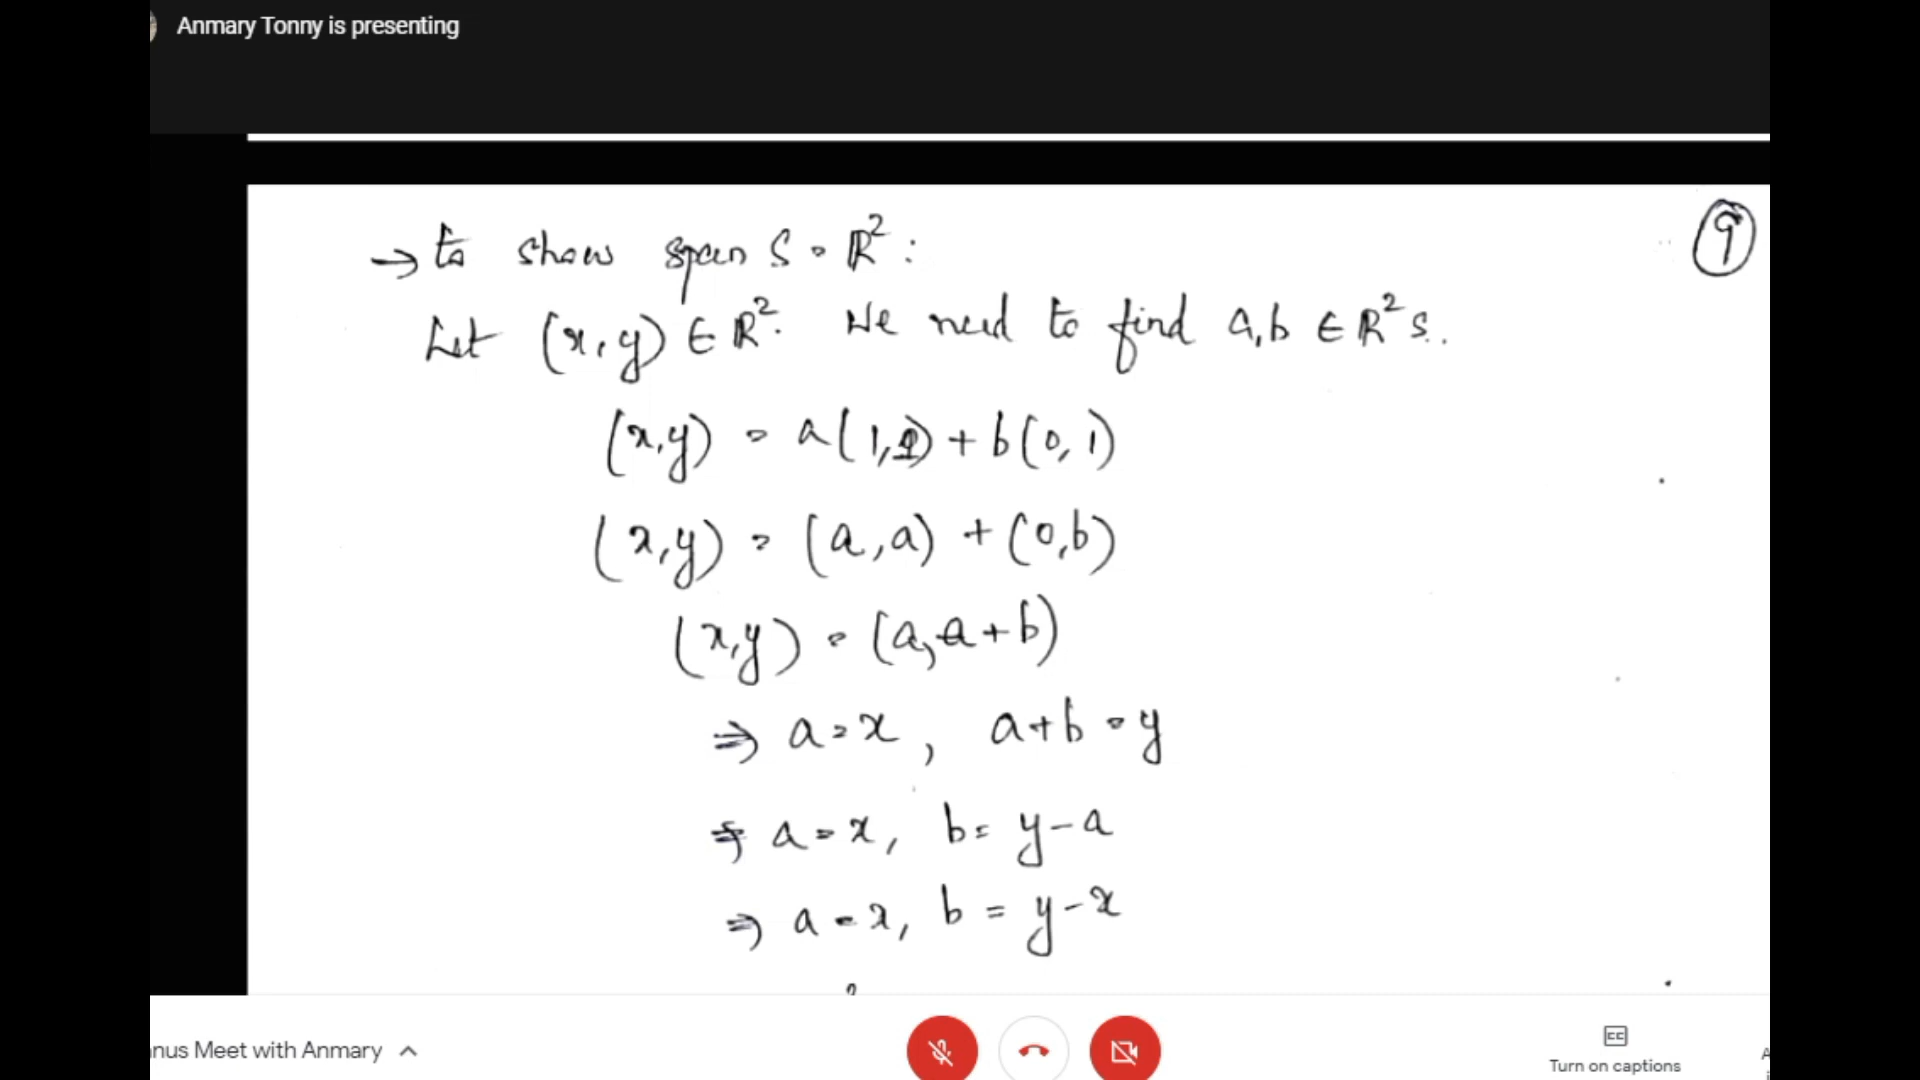 Anmary Tonny is presenting
9
→ to show span S = R²:
Let (x,y) ∈ R². We need to find a,b ∈ R² s.
(x,y) = a(1,1) + b(0,1)
(x,y) = (a,a) + (0,b)
(x,y) = (a,a+b)
⇒ a=x, a+b=y
⇒ a=x, b=y-a
⇒ a=x, b=y-x
nus Meet with Anmary
CC
Turn on captions